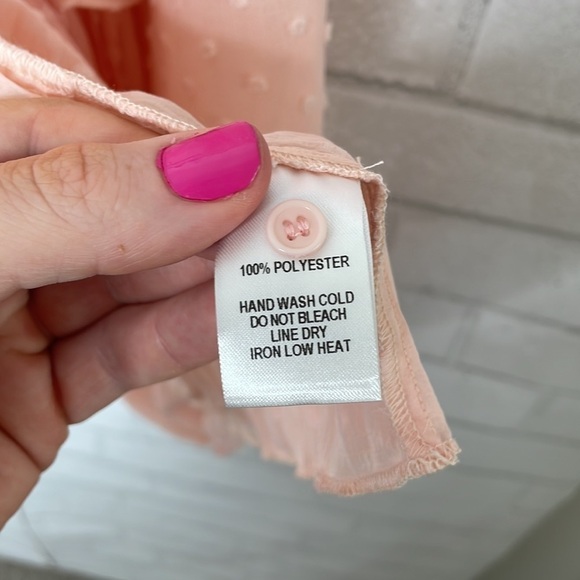 100% POLYESTER
HAND WASH COLD
DO NOT BLEACH
LINE DRY
IRON LOW HEAT